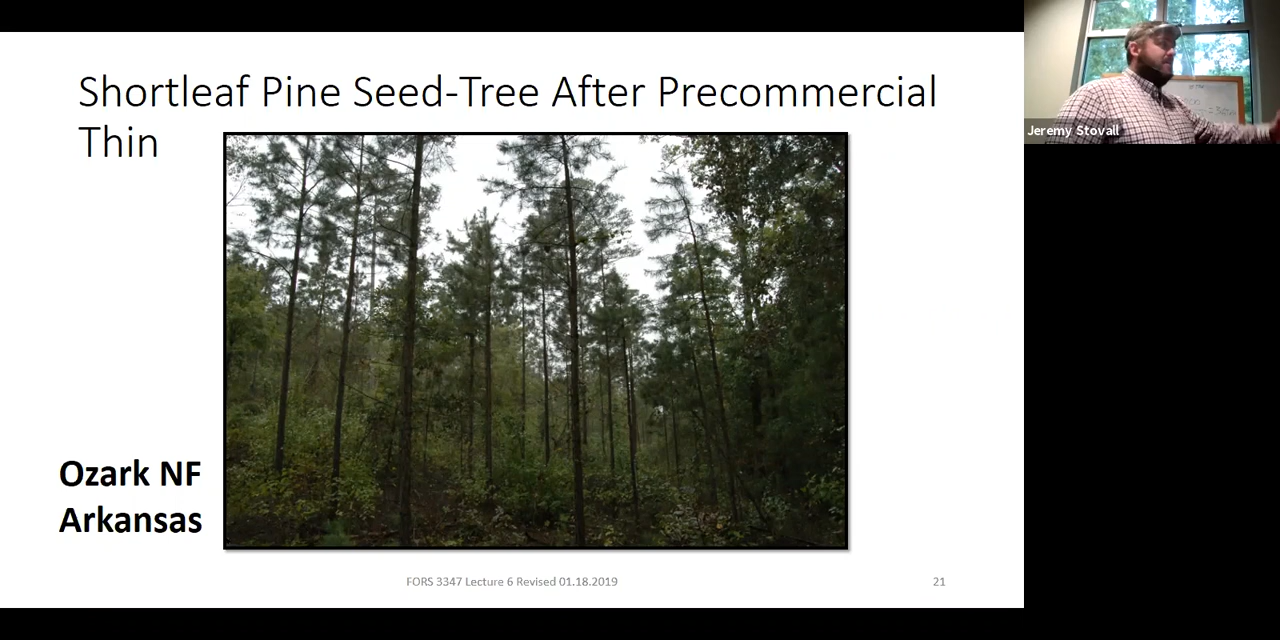 Shortleaf Pine Seed-Tree After Precommercial
Thin
Ozark NF
Arkansas
FORS 3347 Lecture 6 Revised 01.18.2019
21
Jeremy Stovall